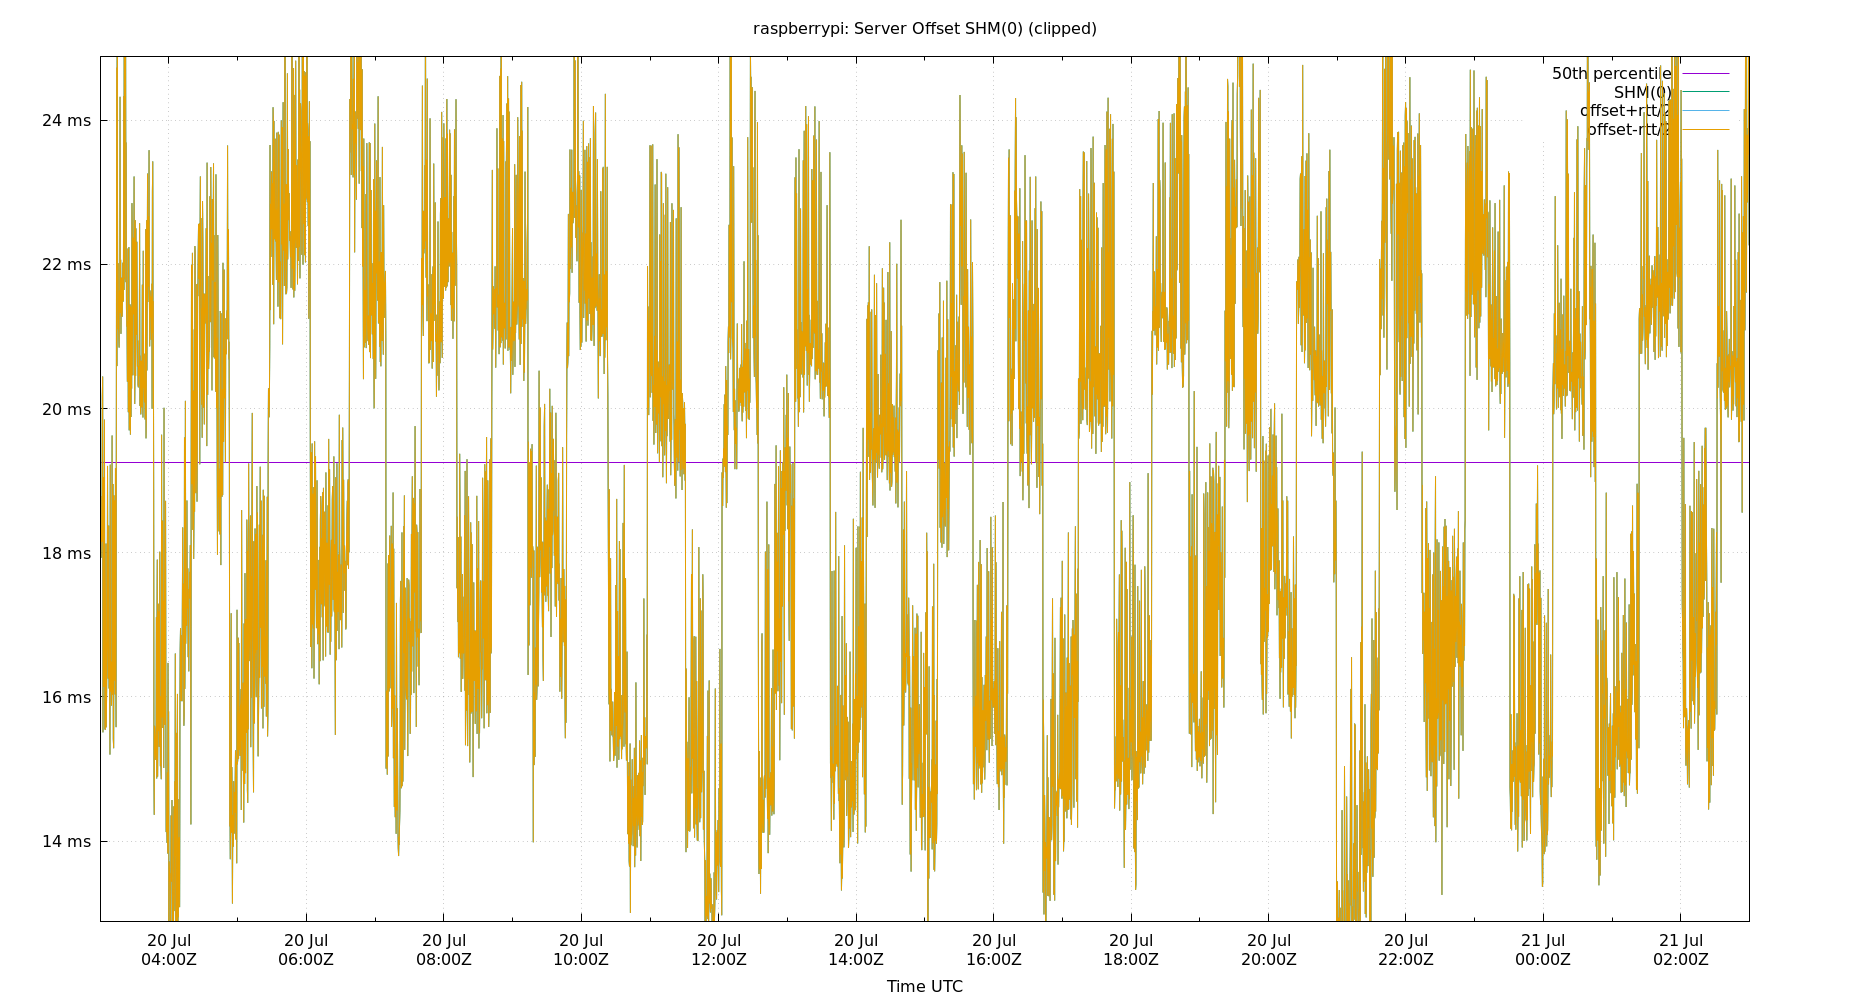 raspberrypi: Server Offset SHM(0) (clipped)
50th percentile
SHM(0)
offset+rtt/2
offset-rtt/2
24 ms
22 ms
20 ms
18 ms
16 ms
14 ms
20 Jul 20 Jul 20 Jul 20 Jul 20 Jul 20 Jul 20 Jul 20 Jul 20 Jul 20 Jul 21 Jul 21 Jul
04:00Z 06:00Z 08:00Z 10:00Z 12:00Z 14:00Z 16:00Z 18:00Z 20:00Z 22:00Z 00:00Z 02:00Z
Time UTC